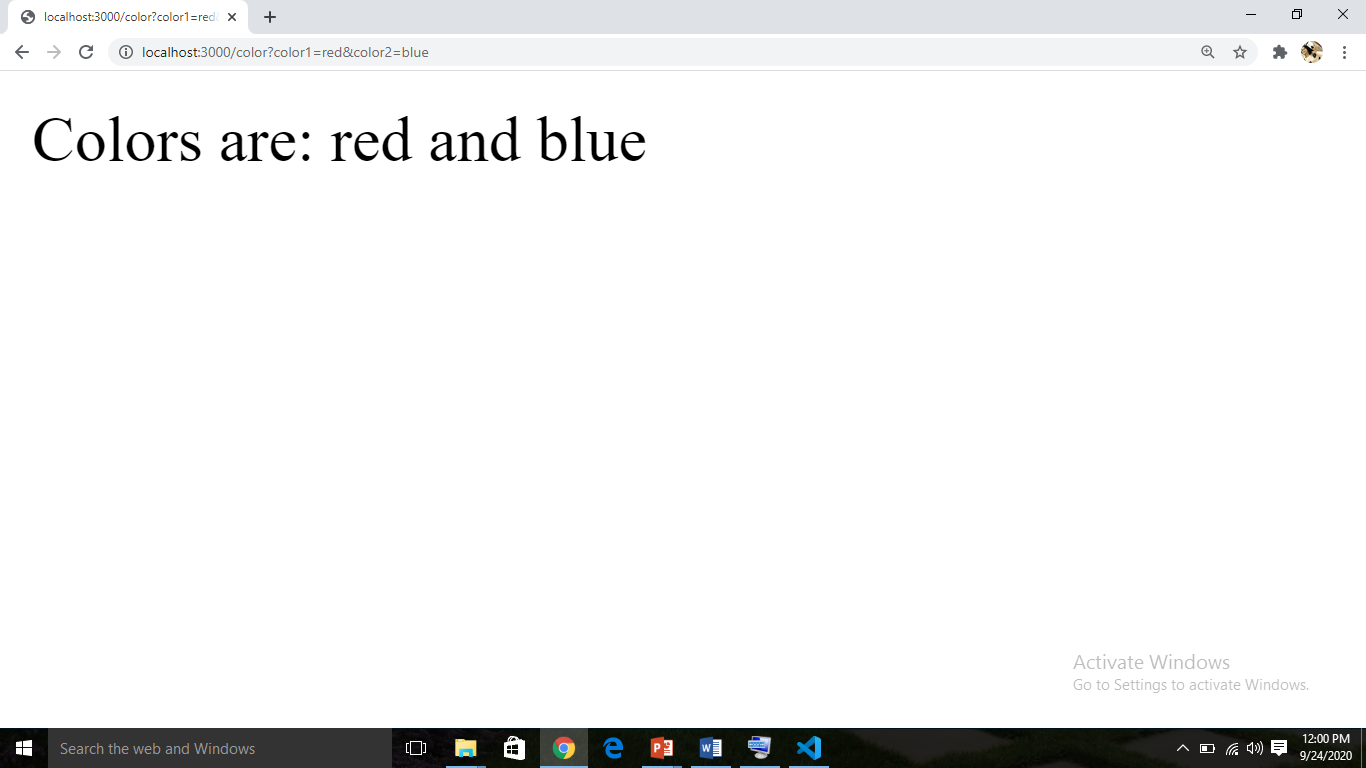 localhost:3000/color?color1=red&
localhost:3000/color?color1=red&color2=blue
Colors are: red and blue
Activate Windows
Go to Settings to activate Windows.
Search the web and Windows
12:00 PM
9/24/2020